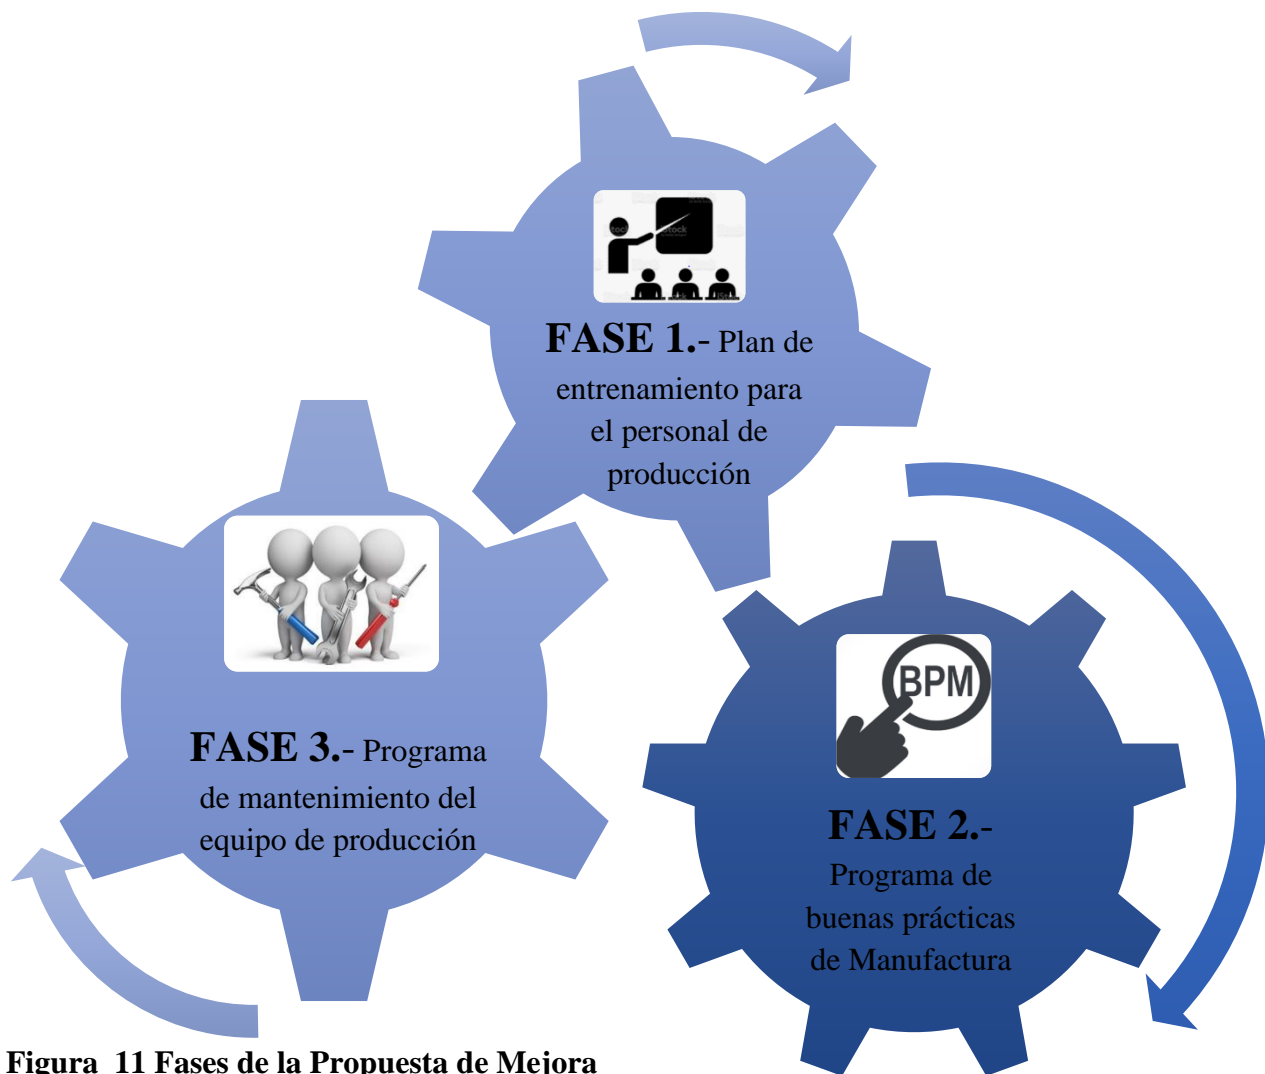 iStock
FASE 1.- Plan de
entrenamiento para
el personal de
producción
FASE 3.- Programa
de mantenimiento del
equipo de producción
BPM
FASE 2.-
Programa de
buenas prácticas
de Manufactura
Figura 11 Fases de la Propuesta de Mejora